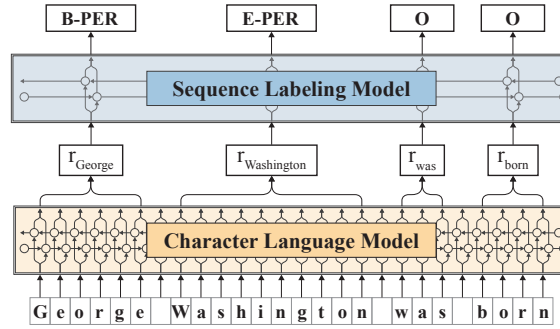 B-PER E-PER O O
Sequence Labeling Model
r_George r_Washington r_was r_born
Character Language Model
G e o r g e W a s h i n g t o n w a s b o r n